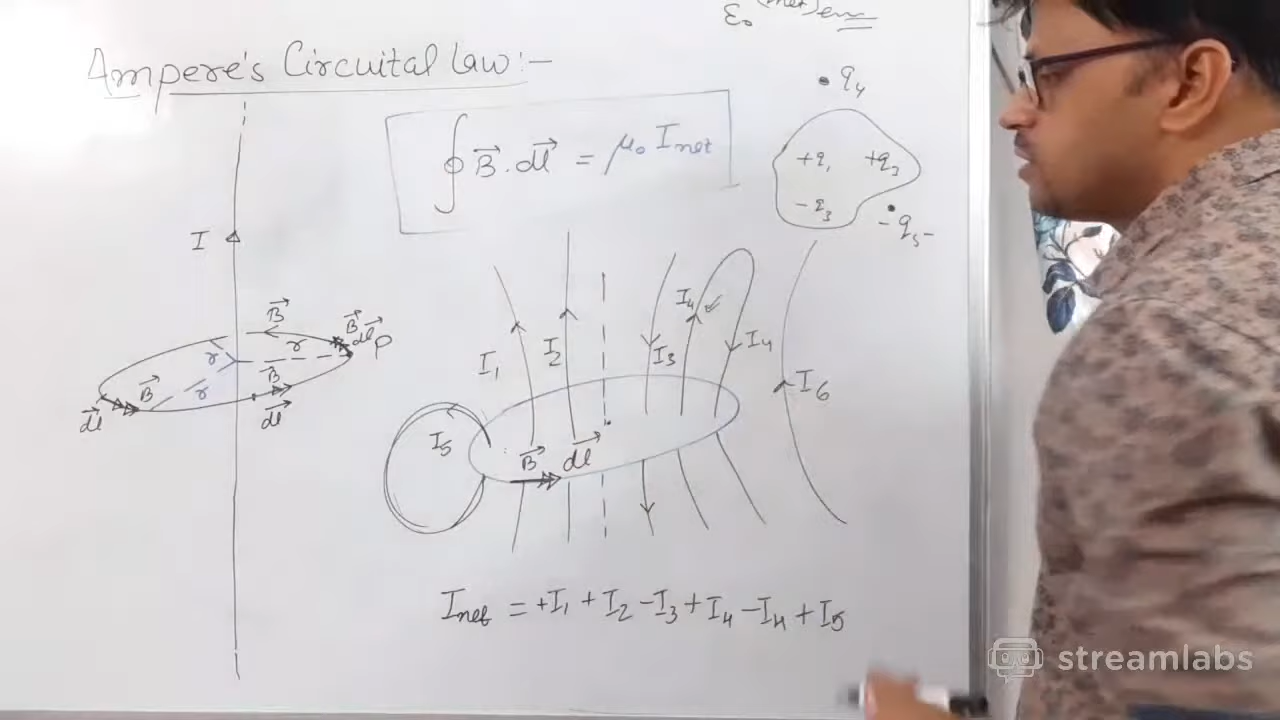 Ampere's Circuital Law:-
ε₀
∮ B⃗ . dl⃗ = μ₀ Inet
q₄
+q₁ +q₂
-q₃
-q₅-
I
B⃗
B⃗
dl⃗ P
r
r
B⃗
B⃗
r
dl⃗
dl⃗
I₁
I₂
I₃
I₄
I₄
I₆
I₅
B⃗ dl⃗
Inet = +I₁ + I₂ - I₃ + I₄ - I₄ + I₅
streamlabs